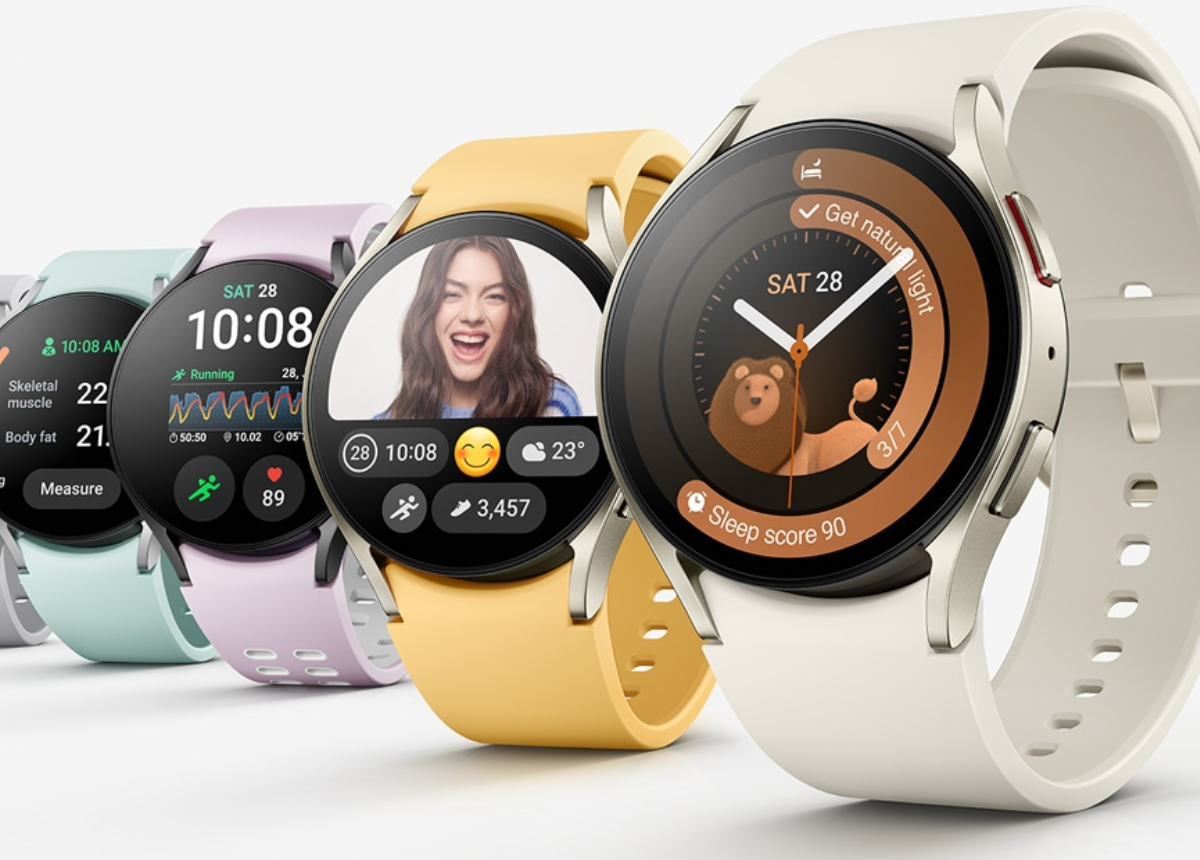 10:08 AM
Skeletal
muscle
22
Body fat
21.
Measure
SAT 28
10:08
Running
28,
50:50
10.02
05"
89
28
10:08
23°
3,457
Get natural light
SAT 28
3/7
Sleep score 90